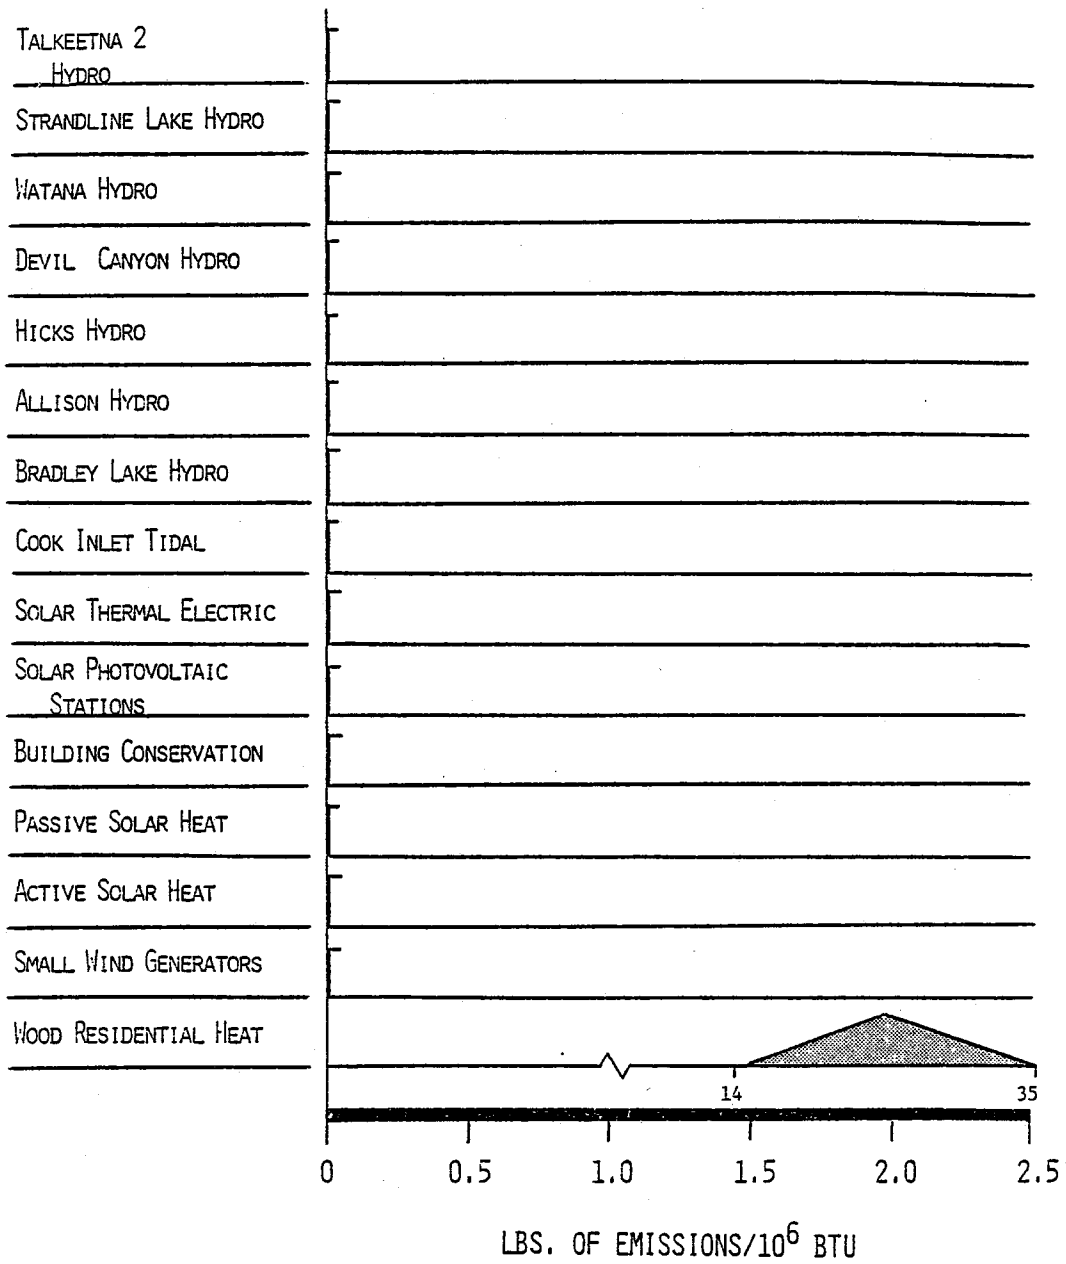 TALKEETNA 2
HYDRO
STRANDLINE LAKE HYDRO
WATANA HYDRO
DEVIL CANYON HYDRO
HICKS HYDRO
ALLISON HYDRO
BRADLEY LAKE HYDRO
COOK INLET TIDAL
SOLAR THERMAL ELECTRIC
SOLAR PHOTOVOLTAIC
STATIONS
BUILDING CONSERVATION
PASSIVE SOLAR HEAT
ACTIVE SOLAR HEAT
SMALL WIND GENERATORS
WOOD RESIDENTIAL HEAT
14 35
0 0.5 1.0 1.5 2.0 2.5
LBS. OF EMISSIONS/10⁶ BTU